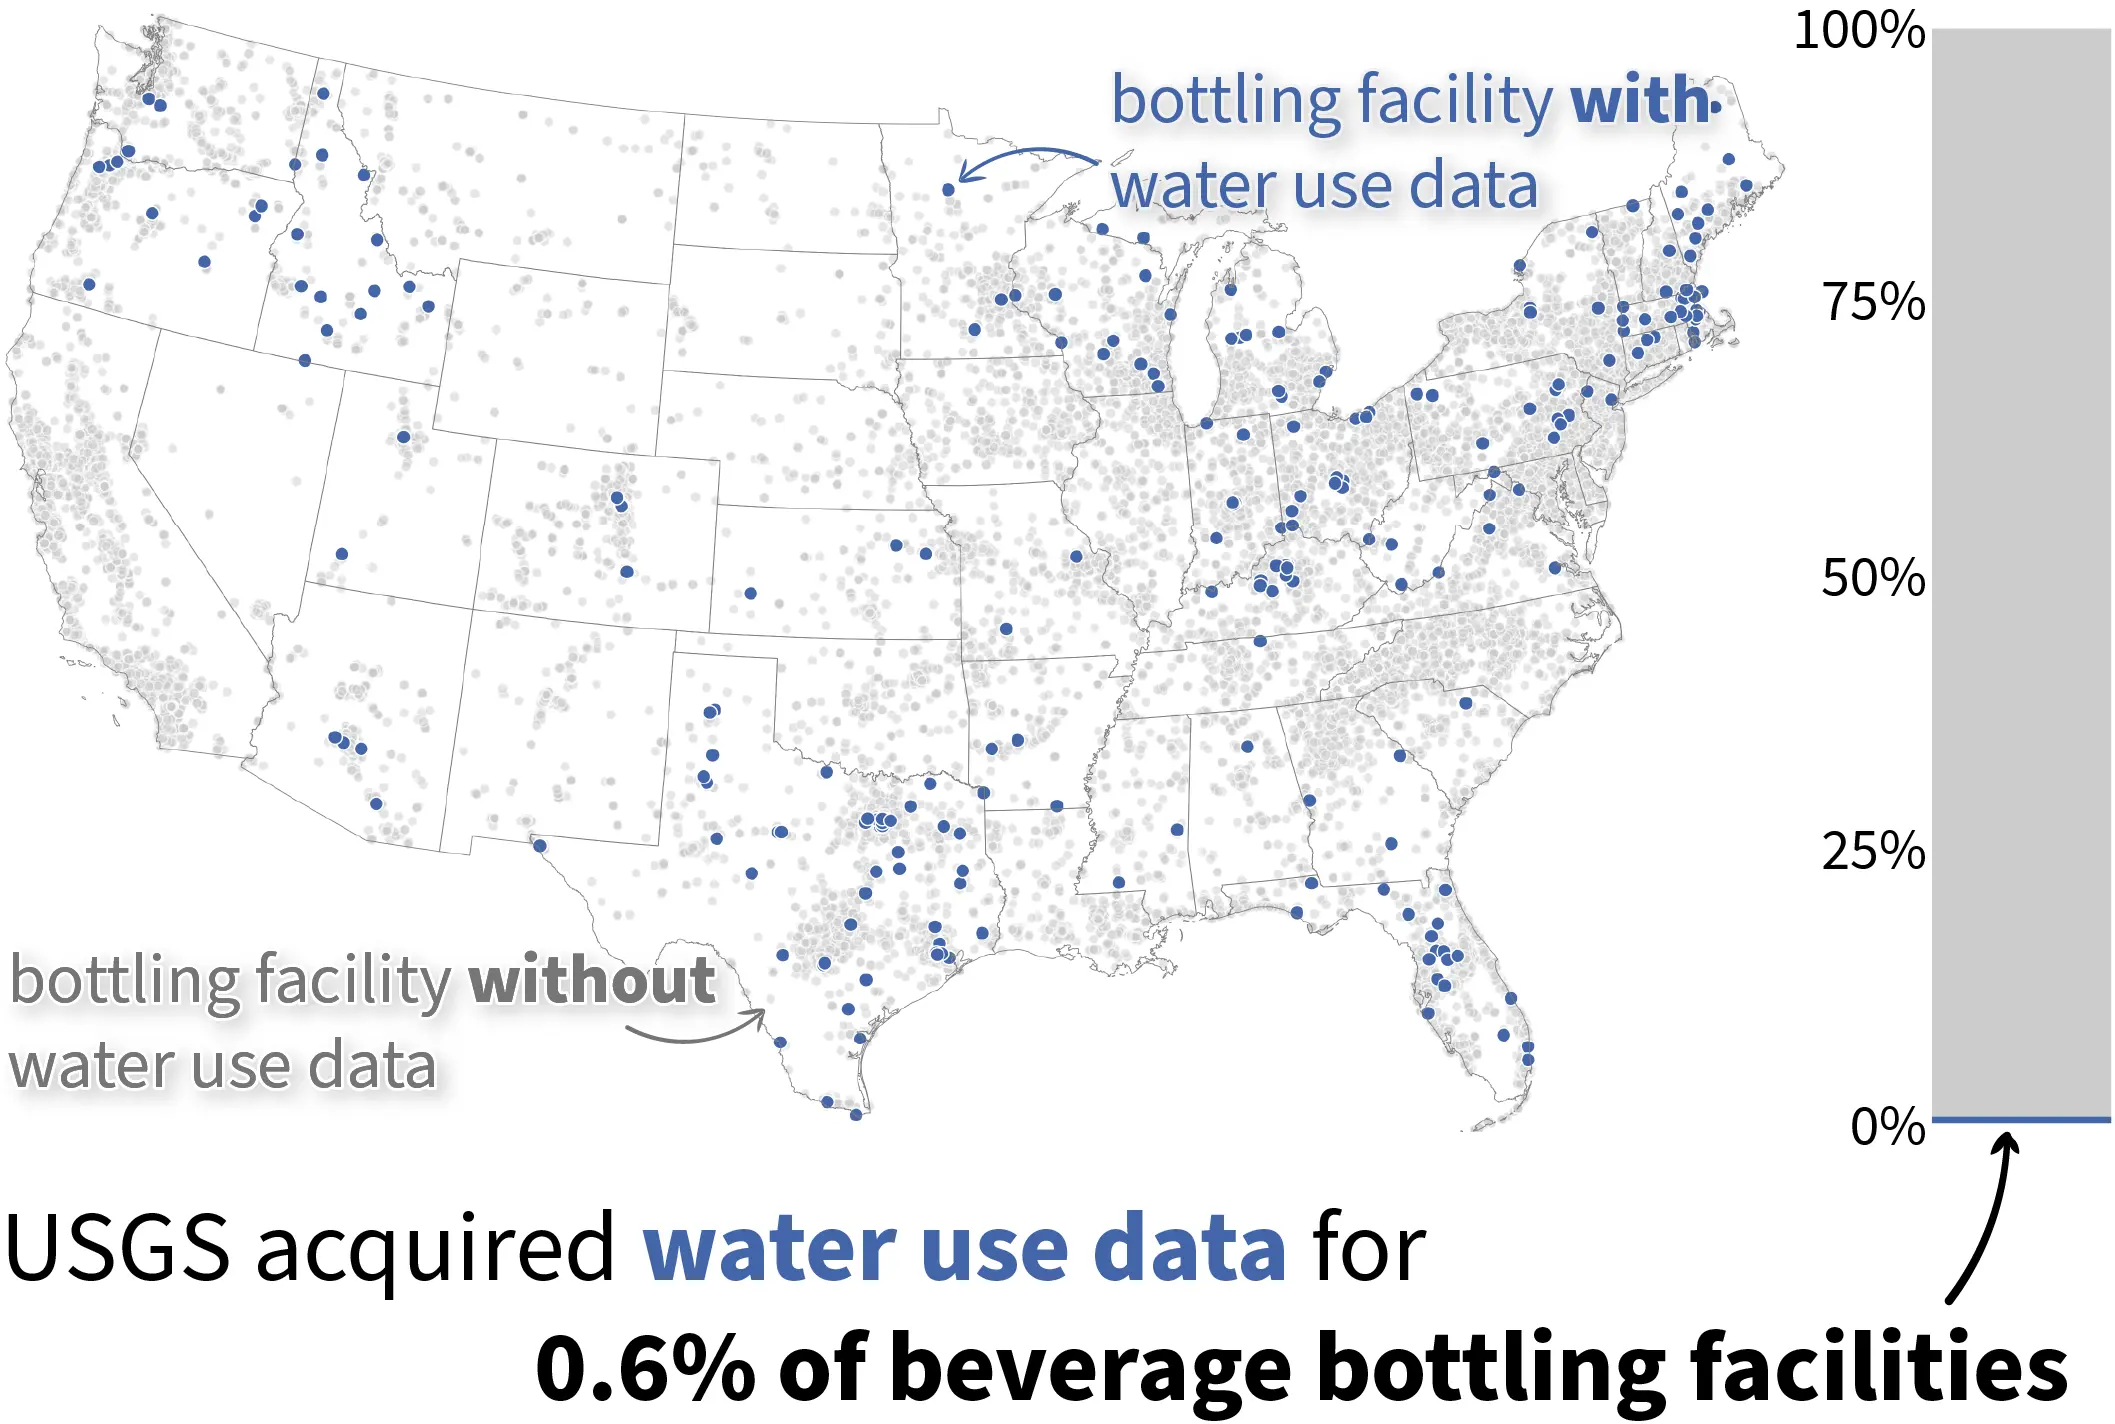 bottling facility with
water use data
bottling facility without
water use data
100%
75%
50%
25%
0%
USGS acquired water use data for
0.6% of beverage bottling facilities